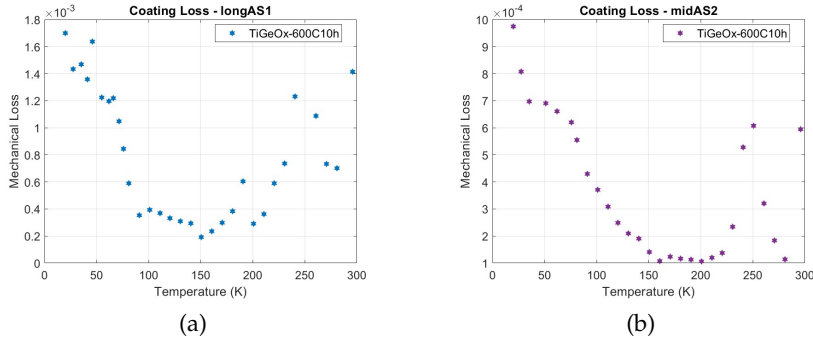 Coating Loss - longAS1
×10⁻³
TiGeOx-600C10h
Mechanical Loss
1.8
1.6
1.4
1.2
1
0.8
0.6
0.4
0.2
0
0 50 100 150 200 250 300
Temperature (K)
(a)
Coating Loss - midAS2
×10⁻⁴
TiGeOx-600C10h
Mechanical Loss
10
9
8
7
6
5
4
3
2
1
0 50 100 150 200 250 300
Temperature (K)
(b)